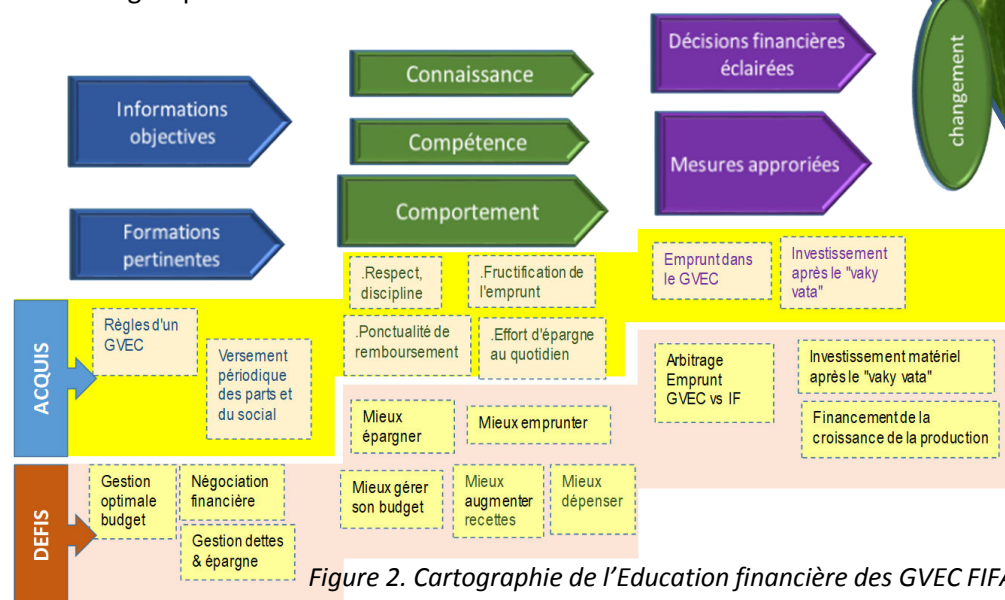 Informations
objectives
Formations
pertinentes
Connaissance
Compétence
Comportement
Décisions financières
éclairées
Mesures approriées
changement
ACQUIS
Règles d'un
GVEC
Versement
périodique
des parts et
du social
.Respect,
discipline
.Fructification de
l'emprunt
.Ponctualité de
remboursement
.Effort d'épargne
au quotidien
Emprunt dans
le GVEC
Investissement
après le "vaky
vata"
DEFIS
Gestion
optimale
budget
Négociation
financière
Gestion dettes
& épargne
Mieux
épargner
Mieux emprunter
Mieux gérer
son budget
Mieux
augmenter
recettes
Mieux
dépenser
Arbitrage
Emprunt
GVEC vs IF
Investissement matériel
après le "vaky vata"
Financement de la
croissance de la production
Figure 2. Cartographie de l'Education financière des GVEC FIFA